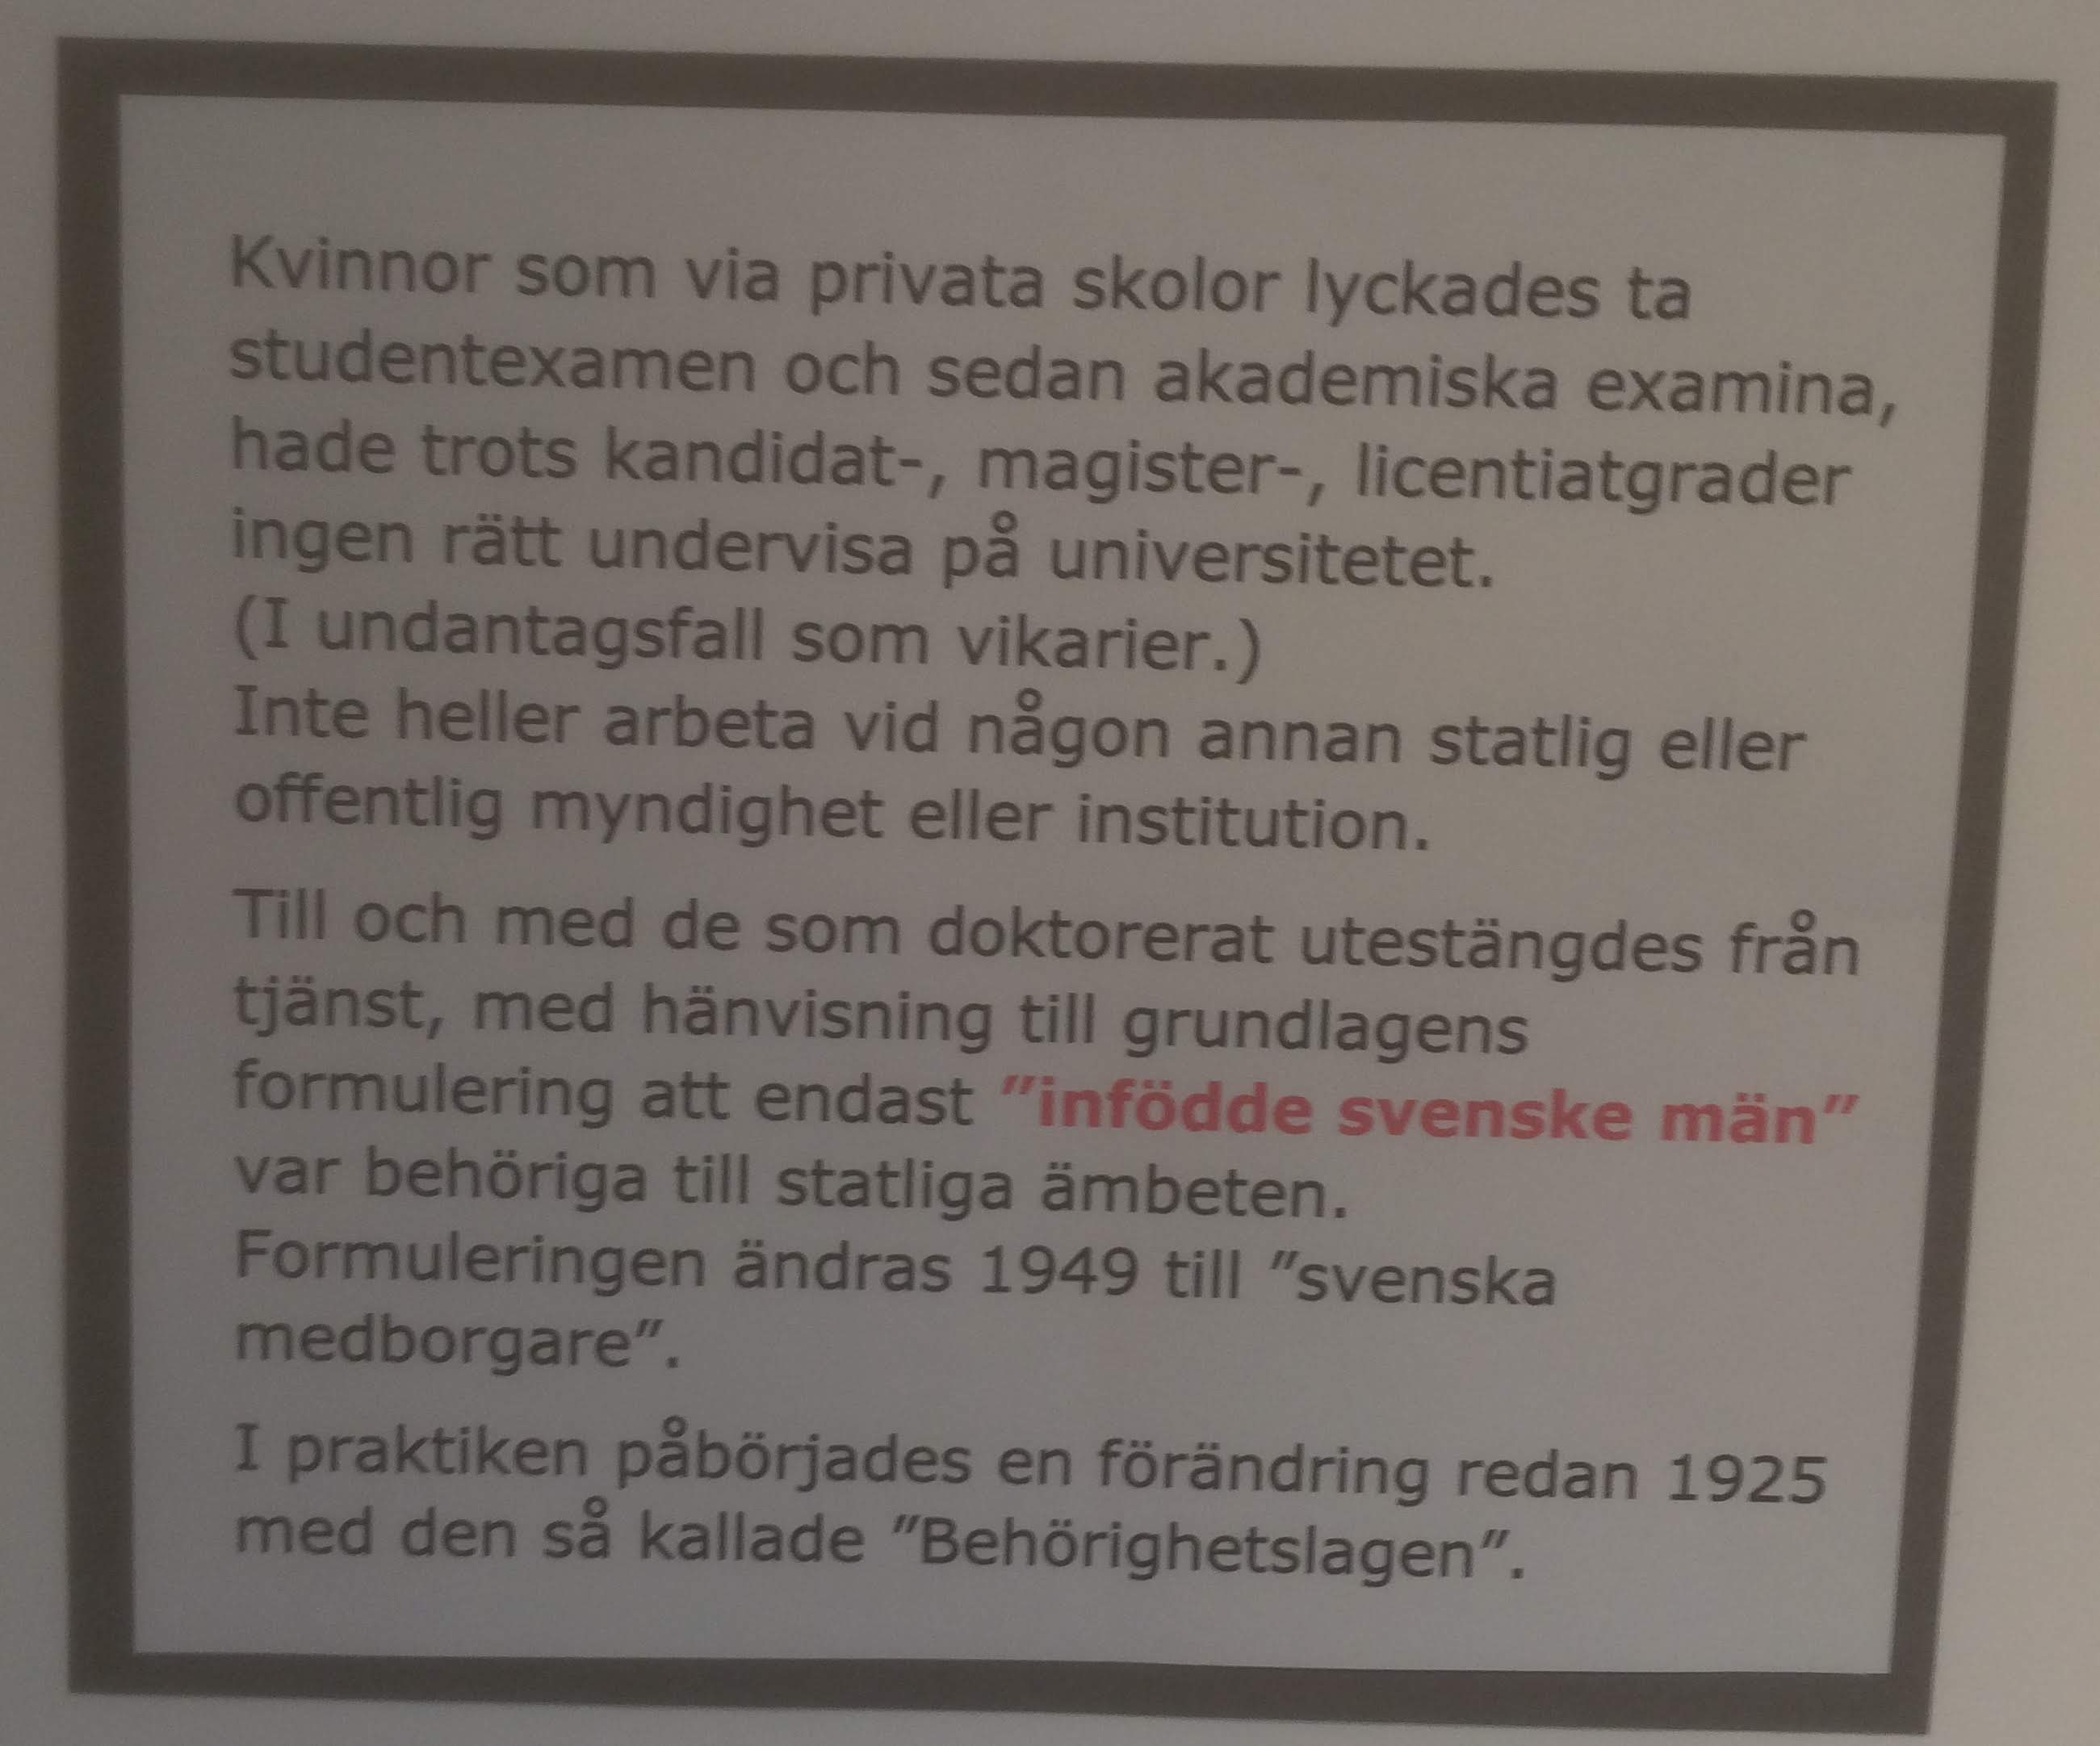 Kvinnor som via privata skolor lyckades ta
studentexamen och sedan akademiska examina,
hade trots kandidat-, magister-, licentiatgrader
ingen rätt undervisa på universitetet.
(I undantagsfall som vikarier.)
Inte heller arbeta vid någon annan statlig eller
offentlig myndighet eller institution.
Till och med de som doktorerat utestängdes från
tjänst, med hänvisning till grundlagens
formulering att endast ”infödde svenske män”
var behöriga till statliga ämbeten.
Formuleringen ändras 1949 till ”svenska
medborgare”.
I praktiken påbörjades en förändring redan 1925
med den så kallade ”Behörighetslagen”.